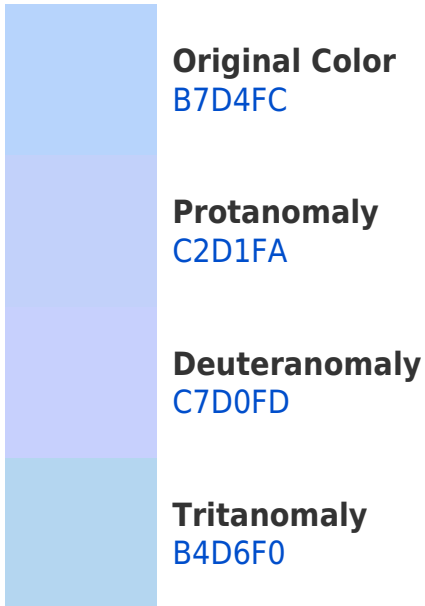 Original Color
B7D4FC
Protanomaly
C2D1FA
Deuteranomaly
C7D0FD
Tritanomaly
B4D6F0